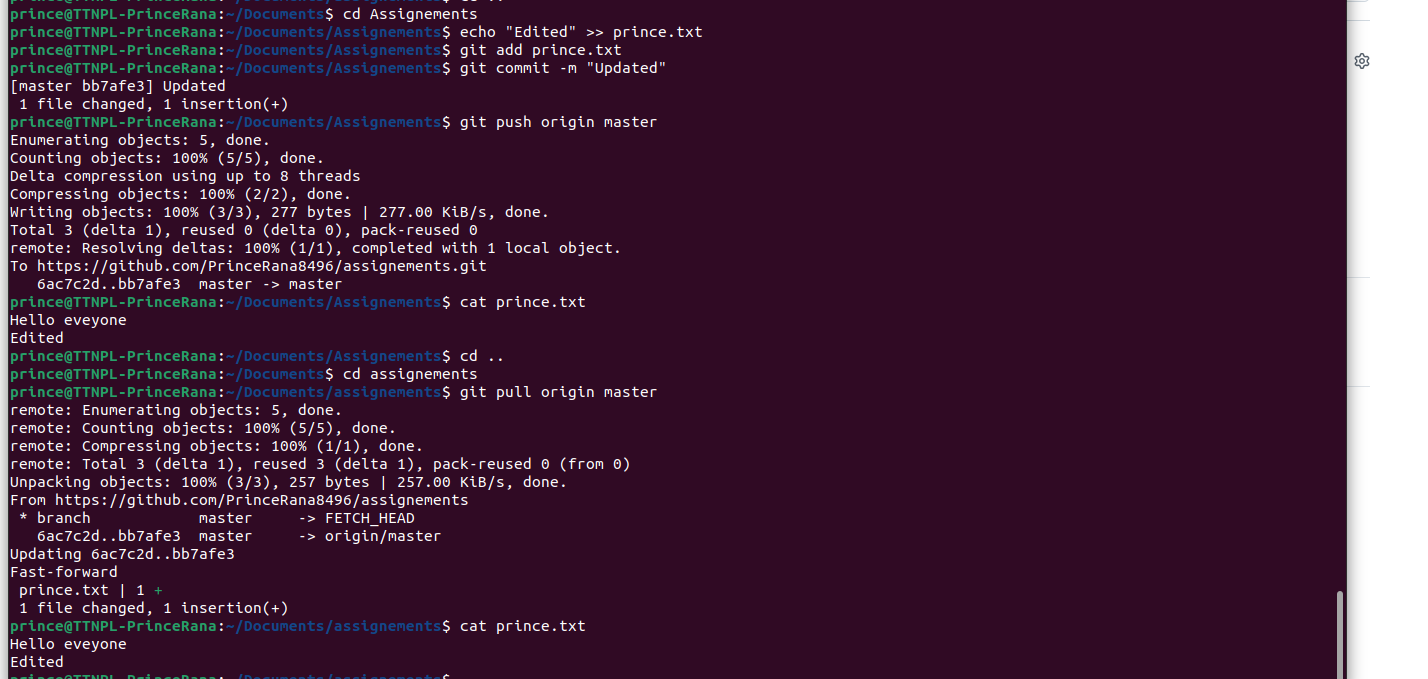 prince@TTNPL-PrinceRana:~/Documents$ cd Assignements
prince@TTNPL-PrinceRana:~/Documents/Assignements$ echo "Edited" >> prince.txt
prince@TTNPL-PrinceRana:~/Documents/Assignements$ git add prince.txt
prince@TTNPL-PrinceRana:~/Documents/Assignements$ git commit -m "Updated"
[master bb7afe3] Updated
 1 file changed, 1 insertion(+)
prince@TTNPL-PrinceRana:~/Documents/Assignements$ git push origin master
Enumerating objects: 5, done.
Counting objects: 100% (5/5), done.
Delta compression using up to 8 threads
Compressing objects: 100% (2/2), done.
Writing objects: 100% (3/3), 277 bytes | 277.00 KiB/s, done.
Total 3 (delta 1), reused 0 (delta 0), pack-reused 0
remote: Resolving deltas: 100% (1/1), completed with 1 local object.
To https://github.com/PrinceRana8496/assignements.git
   6ac7c2d..bb7afe3  master -> master
prince@TTNPL-PrinceRana:~/Documents/Assignements$ cat prince.txt
Hello eveyone
Edited
prince@TTNPL-PrinceRana:~/Documents/Assignements$ cd ..
prince@TTNPL-PrinceRana:~/Documents$ cd assignements
prince@TTNPL-PrinceRana:~/Documents/assignements$ git pull origin master
remote: Enumerating objects: 5, done.
remote: Counting objects: 100% (5/5), done.
remote: Compressing objects: 100% (1/1), done.
remote: Total 3 (delta 1), reused 3 (delta 1), pack-reused 0 (from 0)
Unpacking objects: 100% (3/3), 257 bytes | 257.00 KiB/s, done.
From https://github.com/PrinceRana8496/assignements
 * branch            master     -> FETCH_HEAD
   6ac7c2d..bb7afe3  master     -> origin/master
Updating 6ac7c2d..bb7afe3
Fast-forward
 prince.txt | 1 +
 1 file changed, 1 insertion(+)
prince@TTNPL-PrinceRana:~/Documents/assignements$ cat prince.txt
Hello eveyone
Edited